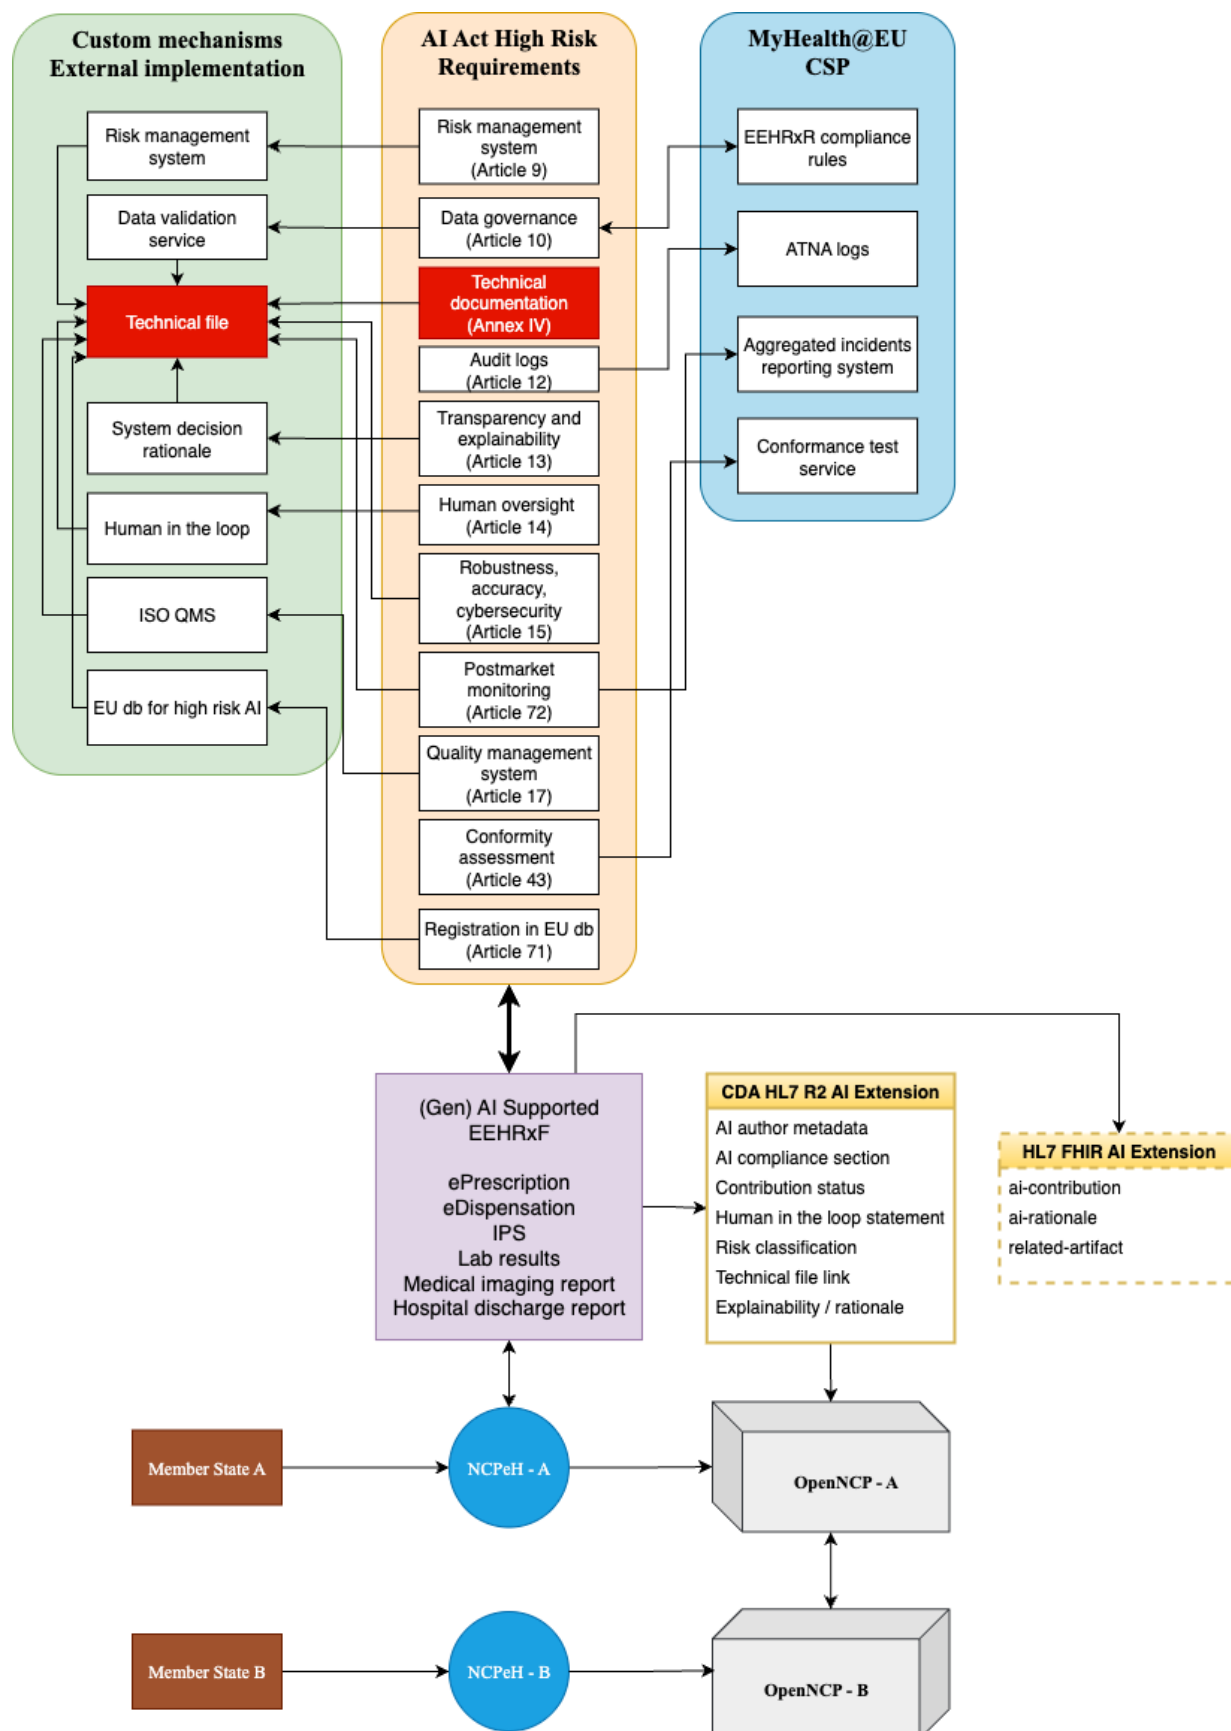 Custom mechanisms
External implementation
Risk management
system
Data validation
service
Technical file
System decision
rationale
Human in the loop
ISO QMS
EU db for high risk AI
AI Act High Risk
Requirements
Risk management
system
(Article 9)
Data governance
(Article 10)
Technical
documentation
(Annex IV)
Audit logs
(Article 12)
Transparency and
explainability
(Article 13)
Human oversight
(Article 14)
Robustness,
accuracy,
cybersecurity
(Article 15)
Postmarket
monitoring
(Article 72)
Quality management
system
(Article 17)
Conformity
assessment
(Article 43)
Registration in EU db
(Article 71)
MyHealth@EU
CSP
EEHRxR compliance
rules
ATNA logs
Aggregated incidents
reporting system
Conformance test
service
(Gen) AI Supported
EEHRxF
ePrescription
eDispensation
IPS
Lab results
Medical imaging report
Hospital discharge report
CDA HL7 R2 AI Extension
AI author metadata
AI compliance section
Contribution status
Human in the loop statement
Risk classification
Technical file link
Explainability / rationale
HL7 FHIR AI Extension
ai-contribution
ai-rationale
related-artifact
Member State A
NCPeH - A
OpenNCP - A
Member State B
NCPeH - B
OpenNCP - B